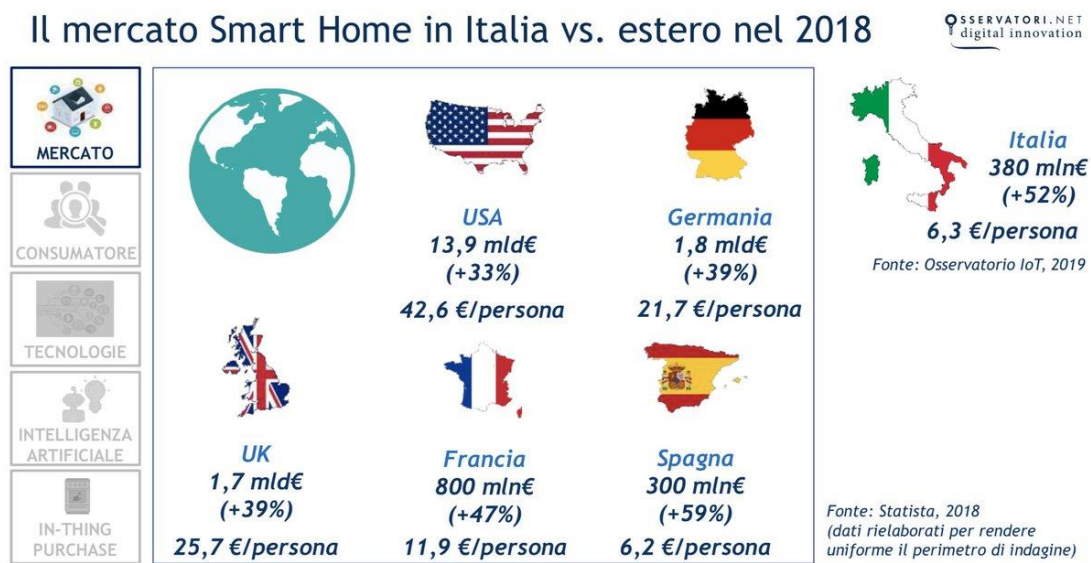 Il mercato Smart Home in Italia vs. estero nel 2018
OSSERVATORI.NET
digital innovation
MERCATO
CONSUMATORE
TECNOLOGIE
INTELLIGENZA
ARTIFICIALE
IN-THING
PURCHASE
USA
13,9 mld€
(+33%)
42,6 €/persona
Germania
1,8 mld€
(+39%)
21,7 €/persona
UK
1,7 mld€
(+39%)
25,7 €/persona
Francia
800 mln€
(+47%)
11,9 €/persona
Spagna
300 mln€
(+59%)
6,2 €/persona
Italia
380 mln€
(+52%)
6,3 €/persona
Fonte: Osservatorio IoT, 2019
Fonte: Statista, 2018
(dati rielaborati per rendere
uniforme il perimetro di indagine)